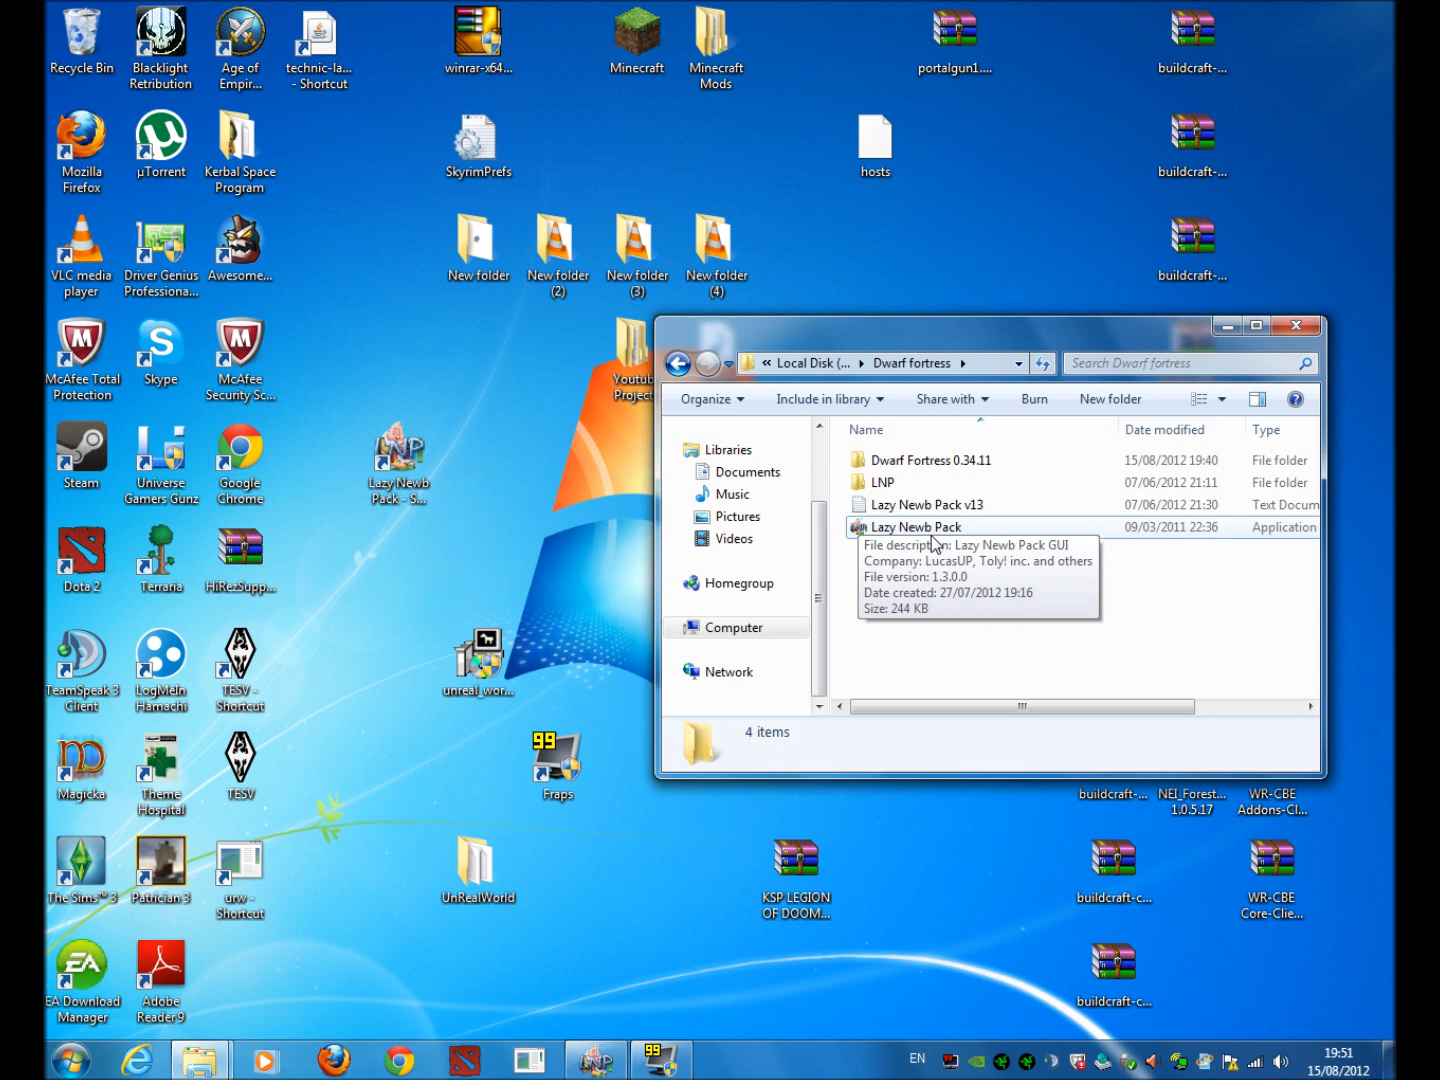 Recycle Bin
Blacklight
Retribution
Age of
Empir...
technic-la...
- Shortcut
winrar-x64...
Minecraft
Minecraft
Mods
portalgun1....
buildcraft-...
Mozilla
Firefox
µTorrent
Kerbal Space
Program
SkyrimPrefs
hosts
buildcraft-...
VLC media
player
Driver Genius
Professiona...
Awesome...
New folder
New folder
(2)
New folder
(3)
New folder
(4)
buildcraft-...
McAfee Total
Protection
Skype
McAfee
Security Sc...
Youtub
Project
Steam
Universe
Gamers Gunz
Google
Chrome
LNP
Lazy Newb
Pack - S...
Dota 2
Terraria
HiRezSupp...
TeamSpeak 3
Client
LogMeIn
Hamachi
TESV -
Shortcut
unreal_wor...
Magicka
Theme
Hospital
TESV
99
Fraps
buildcraft-...
NEI_Forest...
1.0.5.17
WR-CBE
Addons-Cl...
The Sims™ 3
Patrician 3
urw -
Shortcut
UnRealWorld
KSP LEGION
OF DOOM...
buildcraft-c...
WR-CBE
Core-Clie...
EA
EA Download
Manager
Adobe
Reader 9
buildcraft-c...
« Local Disk (... Dwarf fortress
Search Dwarf fortress
Organize Include in library Share with Burn New folder
Name Date modified Type
Libraries
Documents
Music
Pictures
Videos
Homegroup
Computer
Network
Dwarf Fortress 0.34.11 15/08/2012 19:40 File folder
LNP 07/06/2012 21:11 File folder
Lazy Newb Pack v13 07/06/2012 21:30 Text Docum
Lazy Newb Pack 09/03/2011 22:36 Application
File description: Lazy Newb Pack GUI
Company: LucasUP, Toly! inc. and others
File version: 1.3.0.0
Date created: 27/07/2012 19:16
Size: 244 KB
4 items
LNP
99
EN
19:51
15/08/2012